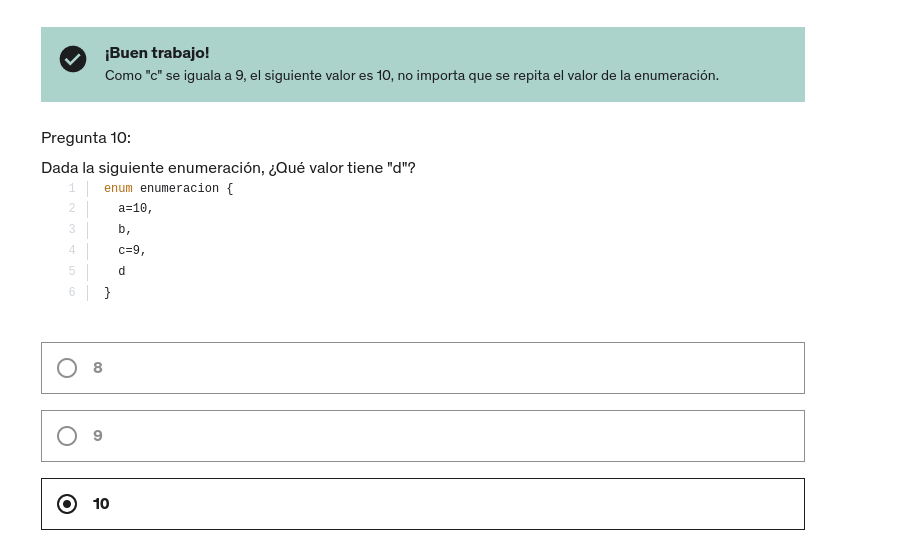 ¡Buen trabajo!
Como "c" se iguala a 9, el siguiente valor es 10, no importa que se repita el valor de la enumeración.
Pregunta 10:
Dada la siguiente enumeración, ¿Qué valor tiene "d"?
1 enum enumeracion {
2 a=10,
3 b,
4 c=9,
5 d
6 }
8
9
10